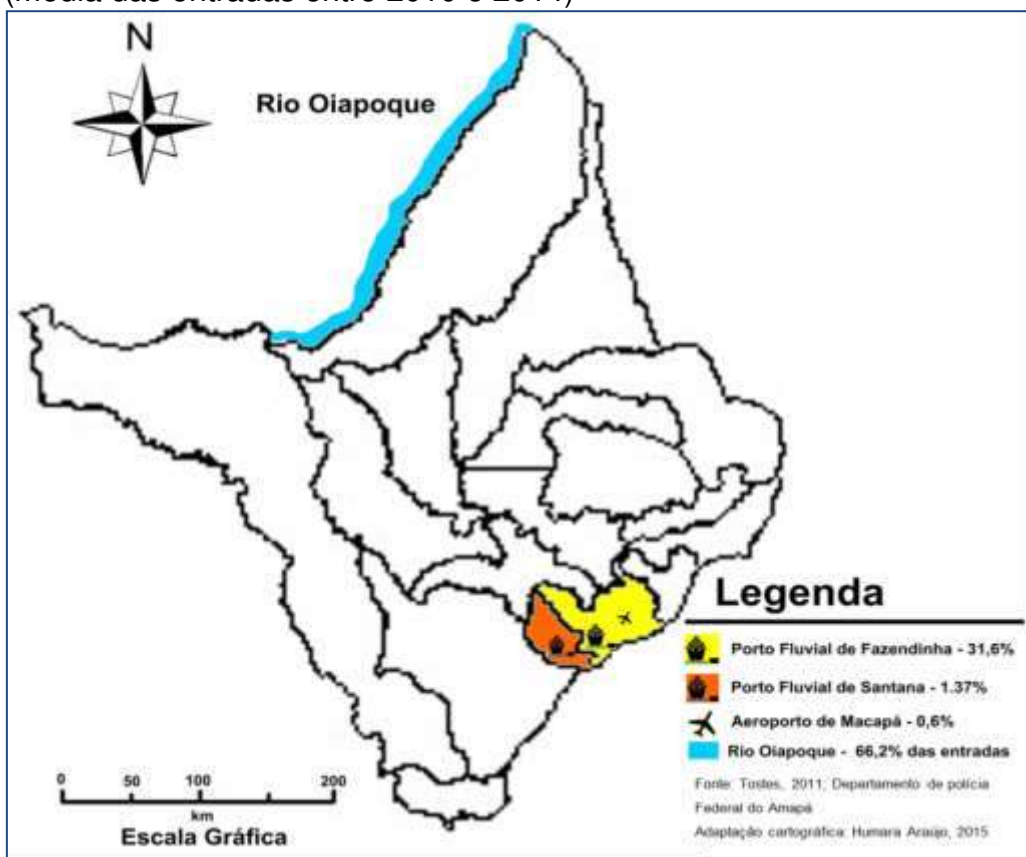 (Média das entradas entre 2010 e 2014)
N
Rio Oiapoque
Legenda
Porto Fluvial de Fazendinha - 31,6%
Porto Fluvial de Santana - 1.37%
Aeroporto de Macapá - 0,6%
Rio Oiapoque - 66,2% das entradas
Fonte: Tostes, 2011; Departamento de polícia
Federal do Amapá
Adaptação cartográfica: Humara Araújo, 2015
0 50 100 200
km
Escala Gráfica